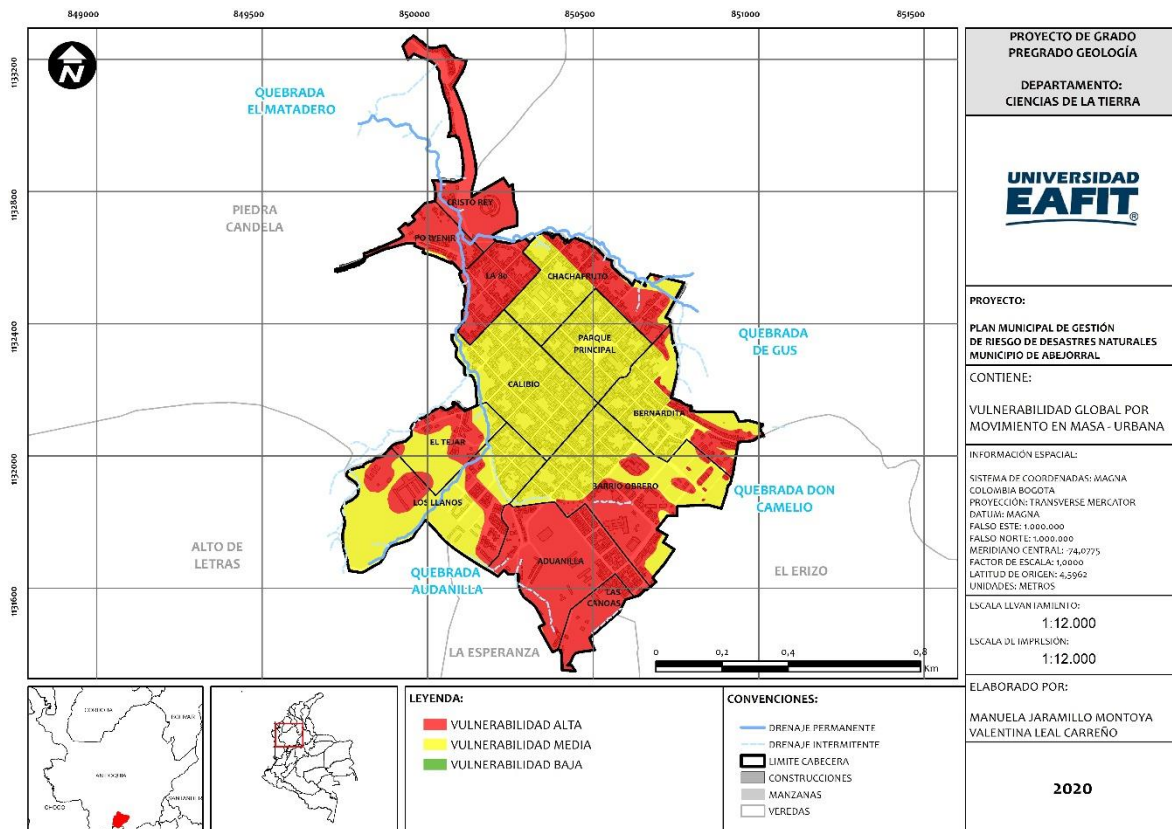 849000 849500 850000 850500 851000 851500
1133200
1132800
1132400
1132000
1131600
N
QUEBRADA
EL MATADERO
PIEDRA
CANDELA
CRISTO REY
PORVENIR
LA 80
CHACHAFRUTO
PARQUE
PRINCIPAL
QUEBRADA
DE GUS
CALIBIO
BERNARDITA
EL TEJAR
LOS LLANOS
BARRIO OBRERO
QUEBRADA DON
CAMELIO
ALTO DE
LETRAS
QUEBRADA
AUDANILLA
ADUANILLA
LAS
CANOAS
EL ERIZO
LA ESPERANZA
0 0,2 0,4 0,8
Km
CORDOBA
BOLIVAR
ANTIOQUIA
SANTANDER
CHOCO
LEYENDA:
VULNERABILIDAD ALTA
VULNERABILIDAD MEDIA
VULNERABILIDAD BAJA
CONVENCIONES:
DRENAJE PERMANENTE
DRENAJE INTERMITENTE
LIMITE CABECERA
CONSTRUCCIONES
MANZANAS
VEREDAS
PROYECTO DE GRADO
PREGRADO GEOLOGÍA
DEPARTAMENTO:
CIENCIAS DE LA TIERRA
UNIVERSIDAD
EAFIT®
PROYECTO:
PLAN MUNICIPAL DE GESTIÓN
DE RIESGO DE DESASTRES NATURALES
MUNICIPIO DE ABEJORRAL
CONTIENE:
VULNERABILIDAD GLOBAL POR
MOVIMIENTO EN MASA - URBANA
INFORMACIÓN ESPACIAL:
SISTEMA DE COORDENADAS: MAGNA
COLOMBIA BOGOTA
PROYECCIÓN: TRANSVERSE MERCATOR
DATUM: MAGNA
FALSO ESTE: 1.000.000
FALSO NORTE: 1.000.000
MERIDIANO CENTRAL: -74,0775
FACTOR DE ESCALA: 1,0000
LATITUD DE ORIGEN: 4,5962
UNIDADES: METROS
ESCALA LEVANTAMIENTO:
1:12.000
ESCALA DE IMPRESIÓN:
1:12.000
ELABORADO POR:
MANUELA JARAMILLO MONTOYA
VALENTINA LEAL CARREÑO
2020